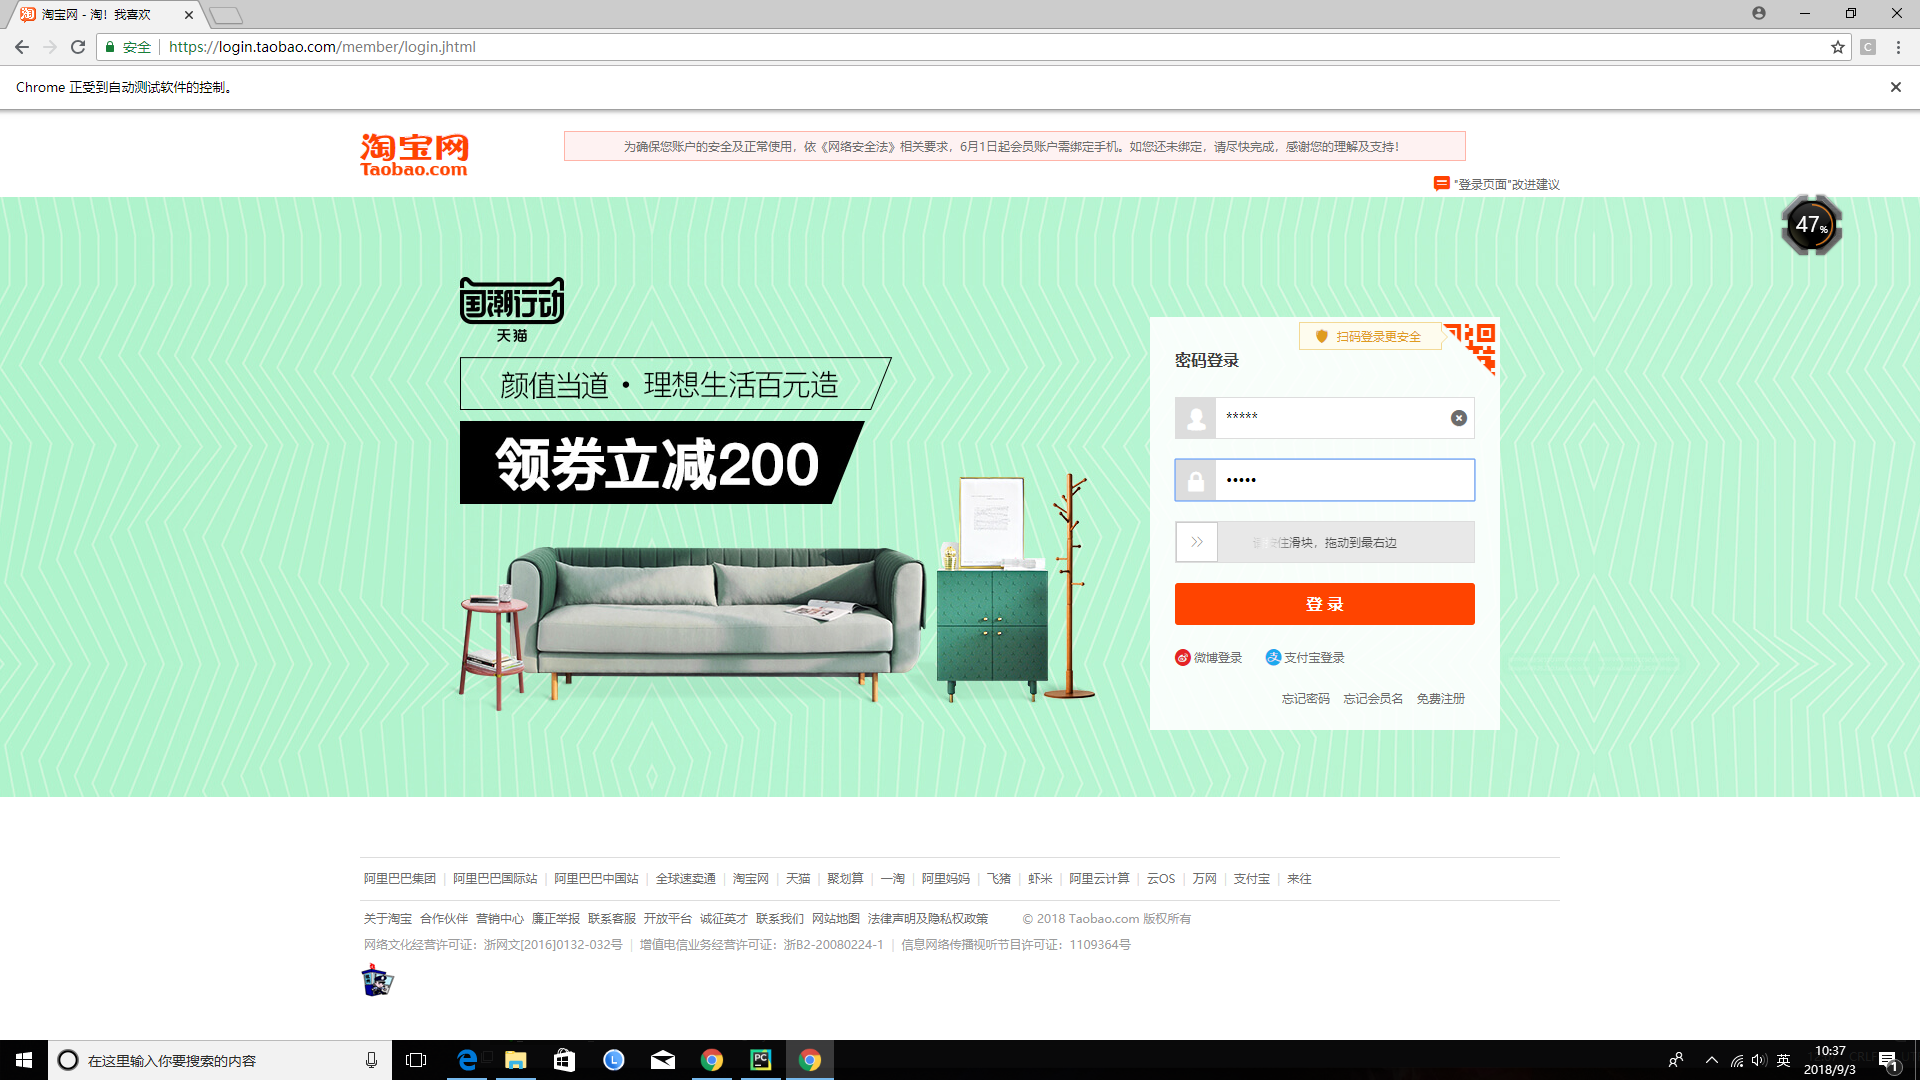 淘宝网 - 淘！我喜欢
安全 https://login.taobao.com/member/login.jhtml
C
Chrome 正受到自动测试软件的控制。
淘宝网
Taobao.com
为确保您账户的安全及正常使用，依《网络安全法》相关要求，6月1日起会员账户需绑定手机。如您还未绑定，请尽快完成，感谢您的理解及支持！
"登录页面"改进建议
47%
国潮行动
天猫
颜值当道 · 理想生活百元造
领券立减200
扫码登录更安全
密码登录
*****
•••••
住滑块，拖动到最右边
登 录
微博登录 支付宝登录
忘记密码 忘记会员名 免费注册
阿里巴巴集团 | 阿里巴巴国际站 | 阿里巴巴中国站 | 全球速卖通 | 淘宝网 | 天猫 | 聚划算 | 一淘 | 阿里妈妈 | 飞猪 | 虾米 | 阿里云计算 | 云OS | 万网 | 支付宝 | 来往
关于淘宝 合作伙伴 营销中心 廉正举报 联系客服 开放平台 诚征英才 联系我们 网站地图 法律声明及隐私权政策 © 2018 Taobao.com 版权所有
网络文化经营许可证：浙网文[2016]0132-032号 | 增值电信业务经营许可证：浙B2-20080224-1 | 信息网络传播视听节目许可证：1109364号
在这里输入你要搜索的内容
PC
英
10:37
2018/9/3
1